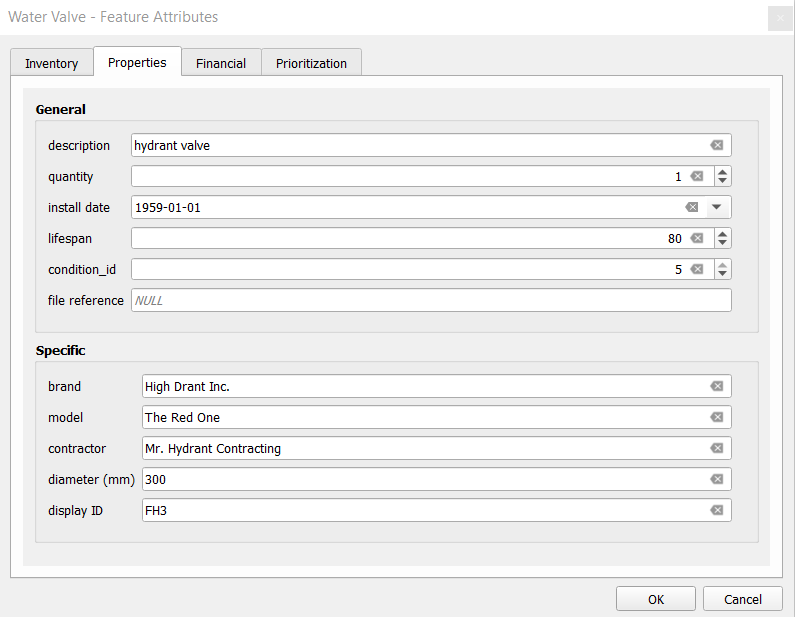 Water Valve - Feature Attributes
Inventory Properties Financial Prioritization
General
description hydrant valve
quantity 1
install date 1959-01-01
lifespan 80
condition_id 5
file reference NULL
Specific
brand High Drant Inc.
model The Red One
contractor Mr. Hydrant Contracting
diameter (mm) 300
display ID FH3
OK Cancel